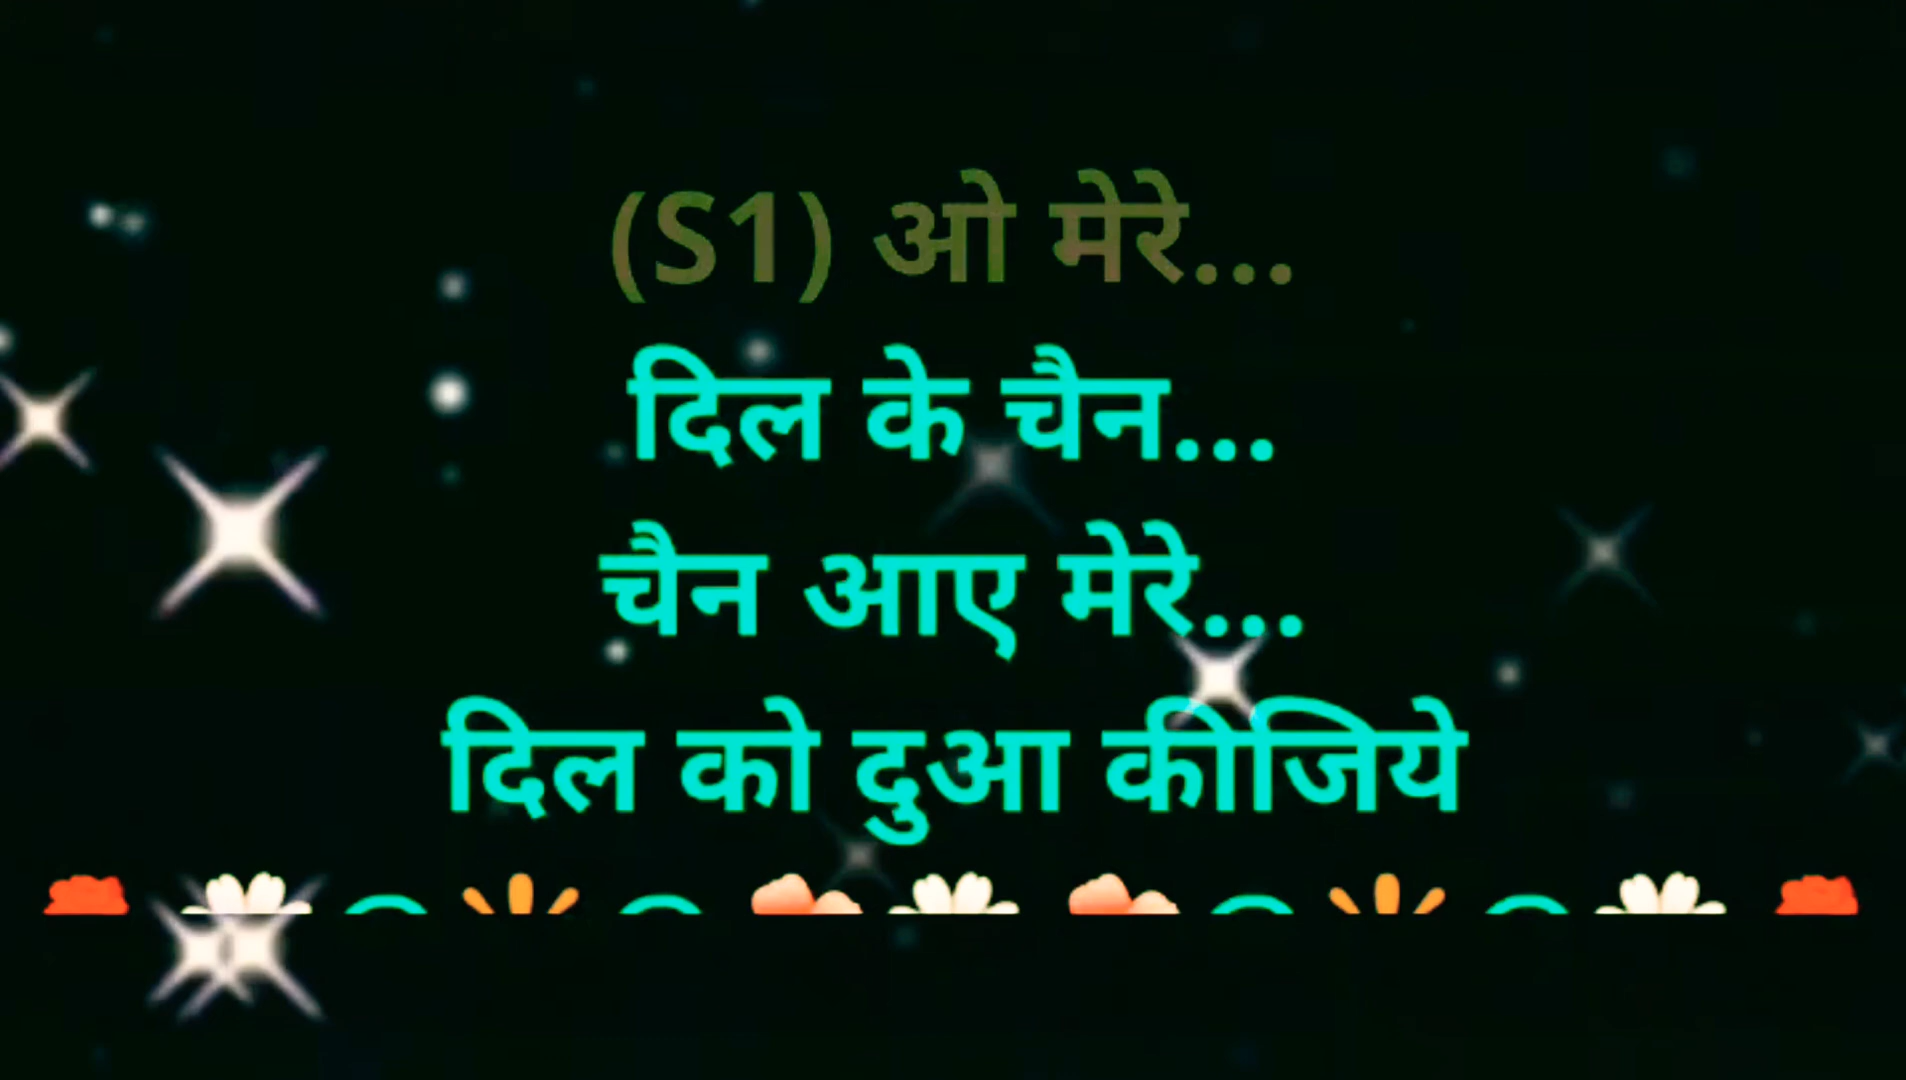 (S1) ओ मेरे...
दिल के चैन...
चैन आए मेरे...
दिल को दुआ कीजिये